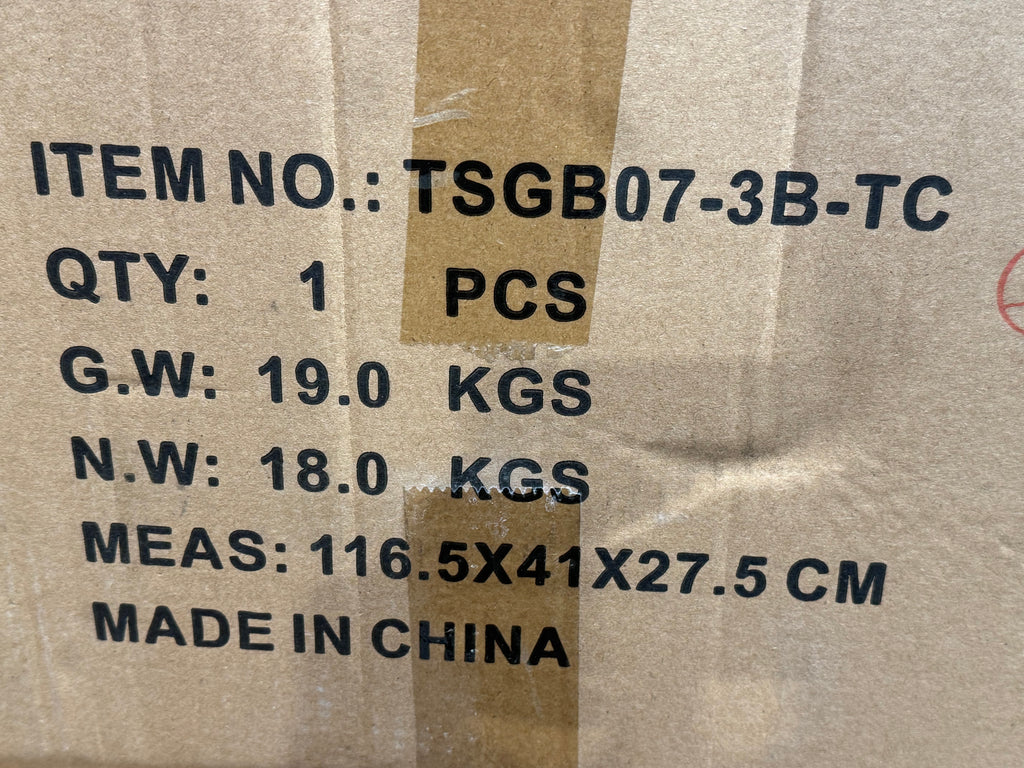 ITEM NO.: TSGB07-3B-TC
QTY: 1 PCS
G.W: 19.0 KGS
N.W: 18.0 KGS
MEAS: 116.5X41X27.5 CM
MADE IN CHINA